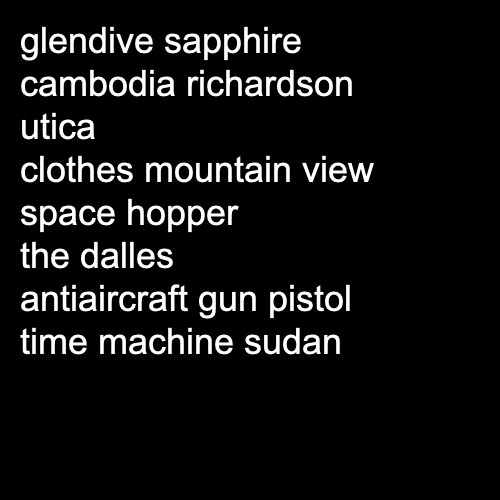 glendive sapphire
cambodia richardson
utica
clothes mountain view
space hopper
the dalles
antiaircraft gun pistol
time machine sudan